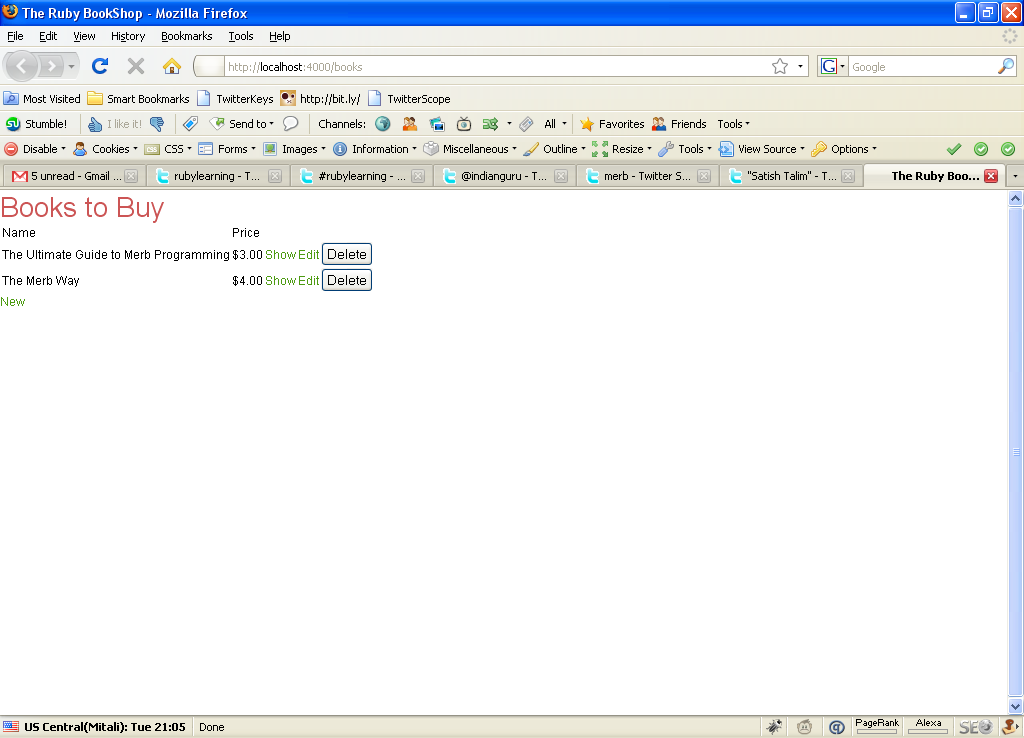 The Ruby BookShop - Mozilla Firefox
File Edit View History Bookmarks Tools Help
http://localhost:4000/books G Google
Most Visited Smart Bookmarks TwitterKeys http://bit.ly/ TwitterScope
Stumble! I like it! Send to Channels: All Favorites Friends Tools
Disable Cookies CSS Forms Images Information Miscellaneous Outline Resize Tools View Source Options
5 unread - Gmail ... rubylearning - T... #rubylearning - ... @indianguru - T... merb - Twitter S... "Satish Talim" - T... The Ruby Boo...
Books to Buy
Name Price
The Ultimate Guide to Merb Programming $3.00 Show Edit Delete
The Merb Way $4.00 Show Edit Delete
New
US Central(Mitali): Tue 21:05 Done PageRank Alexa SEO